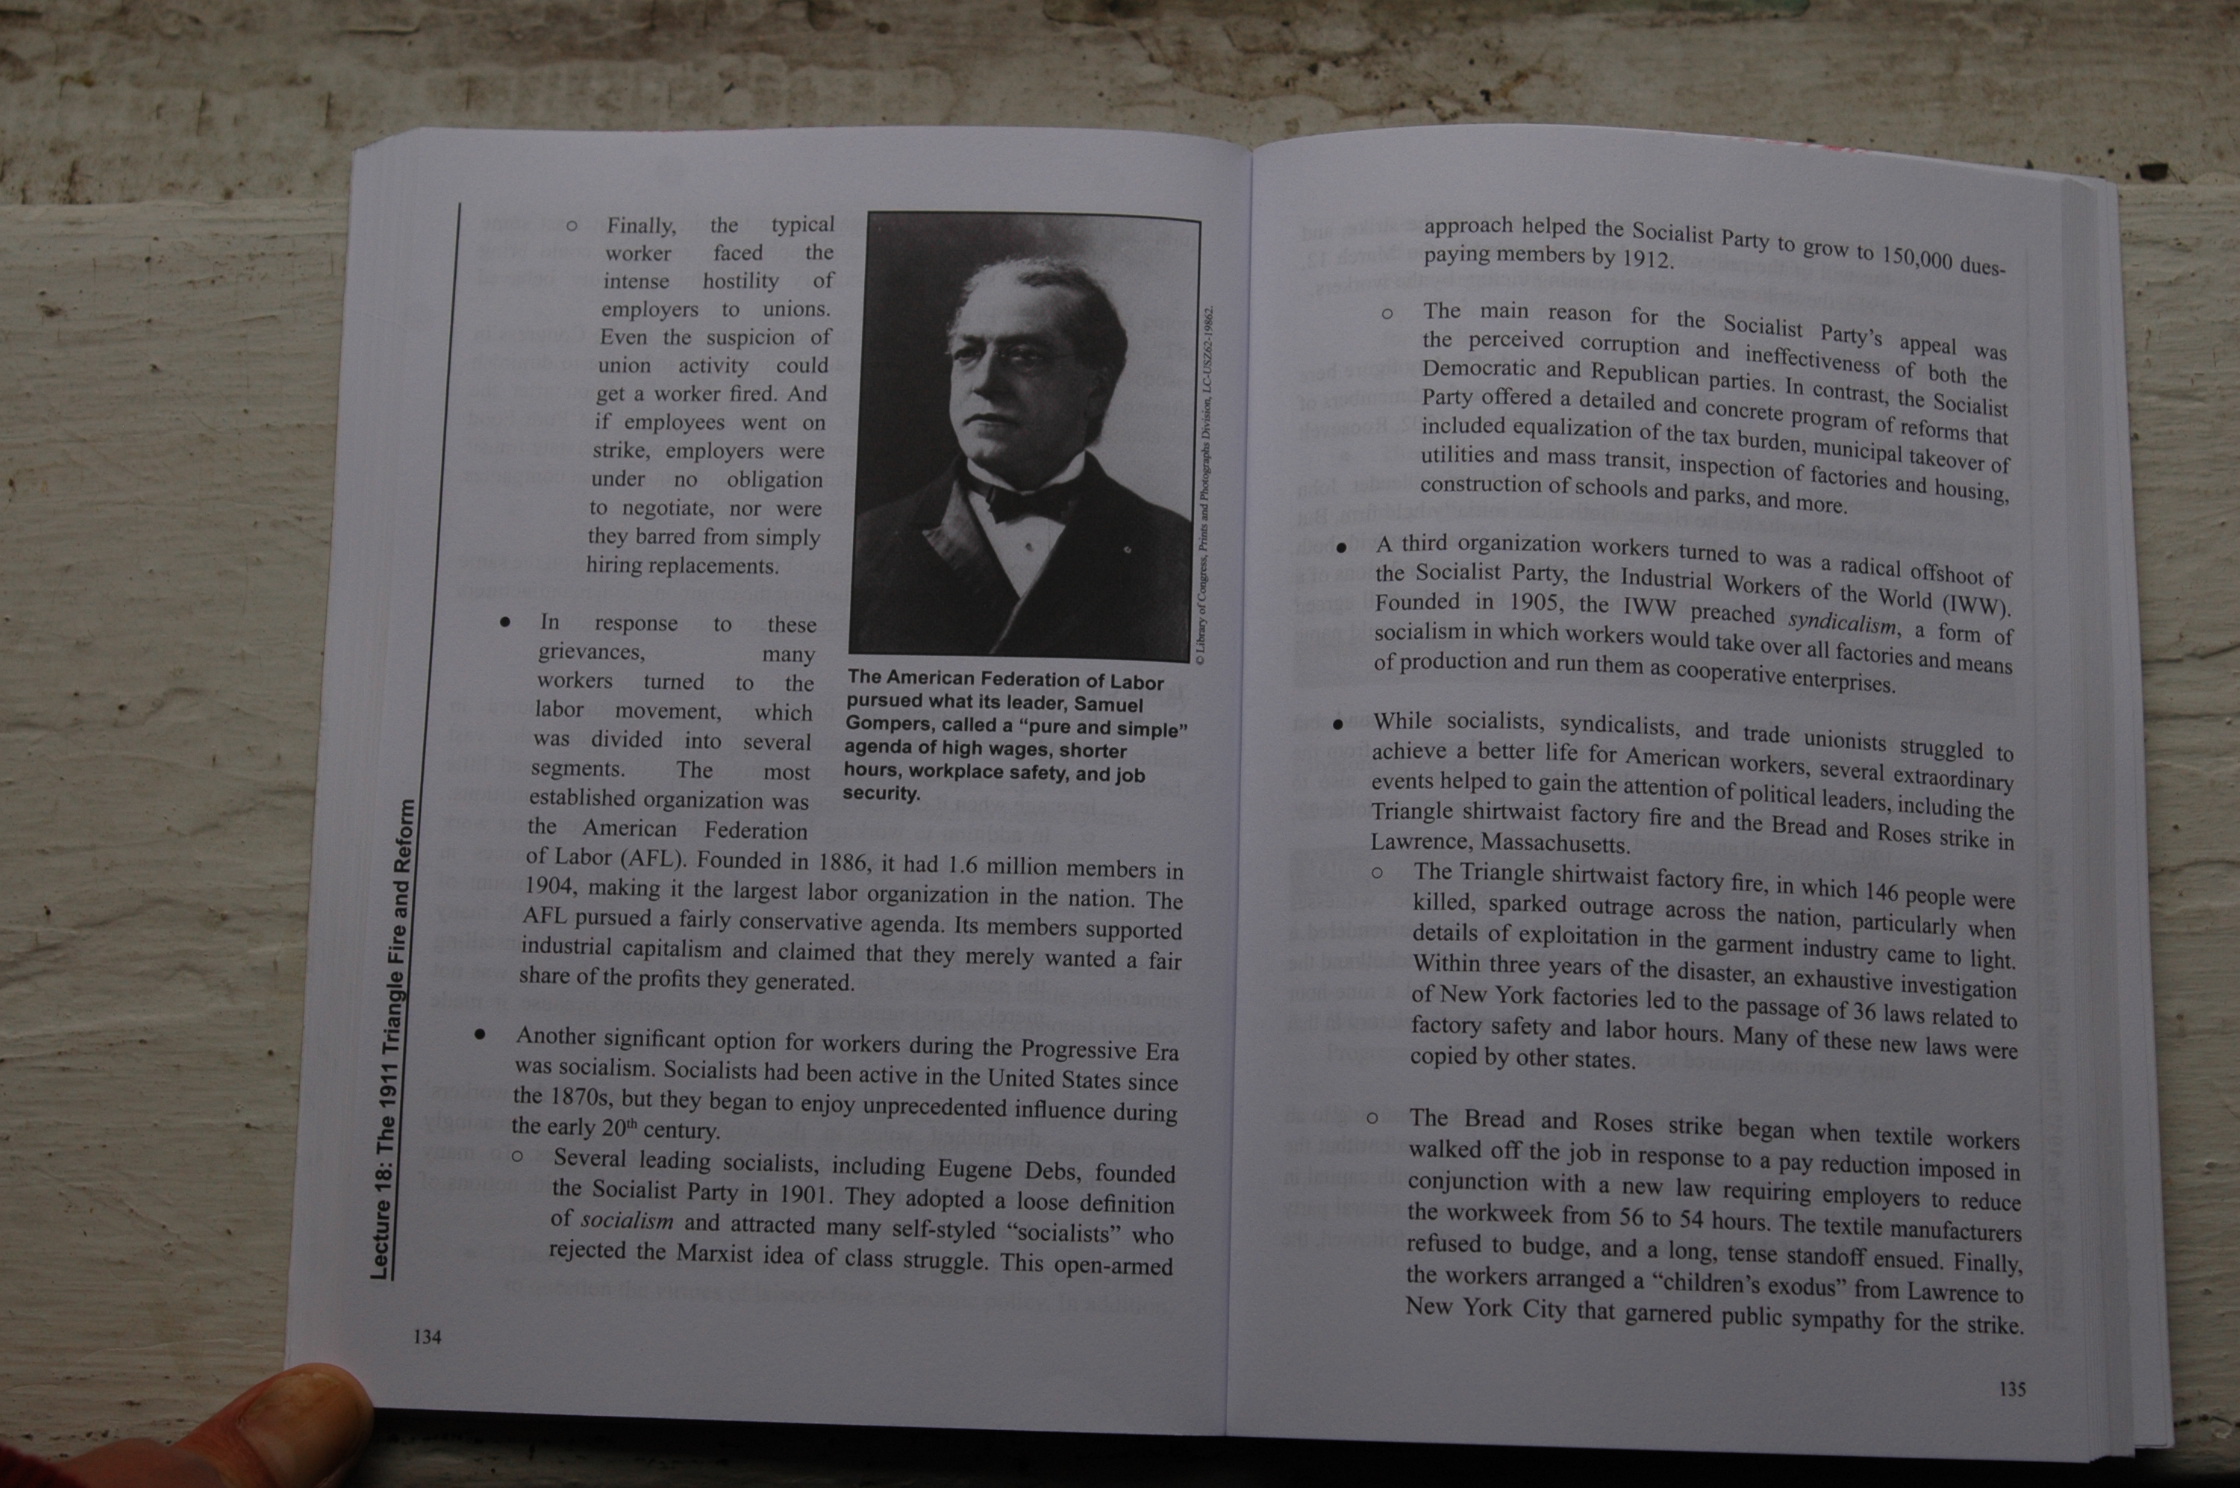 Lecture 18: The 1911 Triangle Fire and Reform
○ Finally, the typical
worker faced the
intense hostility of
employers to unions.
Even the suspicion of
union activity could
get a worker fired. And
if employees went on
strike, employers were
under no obligation
to negotiate, nor were
they barred from simply
hiring replacements.
• In response to these
grievances, many
workers turned to the
labor movement, which
was divided into several
segments. The most
established organization was
the American Federation
of Labor (AFL). Founded in 1886, it had 1.6 million members in
1904, making it the largest labor organization in the nation. The
AFL pursued a fairly conservative agenda. Its members supported
industrial capitalism and claimed that they merely wanted a fair
share of the profits they generated.
© Library of Congress, Prints and Photographs Division, LC-USZ62-19862.
The American Federation of Labor
pursued what its leader, Samuel
Gompers, called a “pure and simple”
agenda of high wages, shorter
hours, workplace safety, and job
security.
• Another significant option for workers during the Progressive Era
was socialism. Socialists had been active in the United States since
the 1870s, but they began to enjoy unprecedented influence during
the early 20th century.
○ Several leading socialists, including Eugene Debs, founded
the Socialist Party in 1901. They adopted a loose definition
of socialism and attracted many self-styled “socialists” who
rejected the Marxist idea of class struggle. This open-armed
134
approach helped the Socialist Party to grow to 150,000 dues-
paying members by 1912.
○ The main reason for the Socialist Party’s appeal was
the perceived corruption and ineffectiveness of both the
Democratic and Republican parties. In contrast, the Socialist
Party offered a detailed and concrete program of reforms that
included equalization of the tax burden, municipal takeover of
utilities and mass transit, inspection of factories and housing,
construction of schools and parks, and more.
• A third organization workers turned to was a radical offshoot of
the Socialist Party, the Industrial Workers of the World (IWW).
Founded in 1905, the IWW preached syndicalism, a form of
socialism in which workers would take over all factories and means
of production and run them as cooperative enterprises.
• While socialists, syndicalists, and trade unionists struggled to
achieve a better life for American workers, several extraordinary
events helped to gain the attention of political leaders, including the
Triangle shirtwaist factory fire and the Bread and Roses strike in
Lawrence, Massachusetts.
○ The Triangle shirtwaist factory fire, in which 146 people were
killed, sparked outrage across the nation, particularly when
details of exploitation in the garment industry came to light.
Within three years of the disaster, an exhaustive investigation
of New York factories led to the passage of 36 laws related to
factory safety and labor hours. Many of these new laws were
copied by other states.
○ The Bread and Roses strike began when textile workers
walked off the job in response to a pay reduction imposed in
conjunction with a new law requiring employers to reduce
the workweek from 56 to 54 hours. The textile manufacturers
refused to budge, and a long, tense standoff ensued. Finally,
the workers arranged a “children’s exodus” from Lawrence to
New York City that garnered public sympathy for the strike.
135